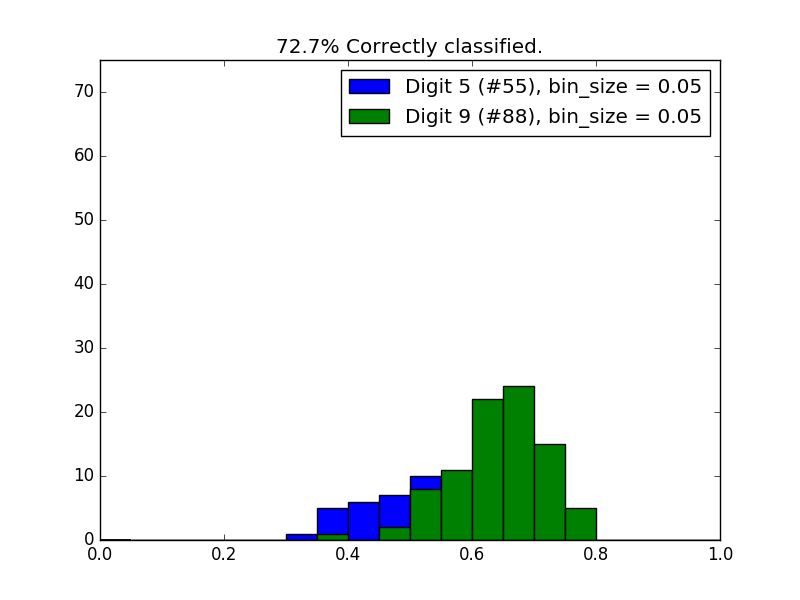 72.7% Correctly classified.
Digit 5 (#55), bin_size = 0.05
Digit 9 (#88), bin_size = 0.05
70
60
50
40
30
20
10
0
0.0 0.2 0.4 0.6 0.8 1.0